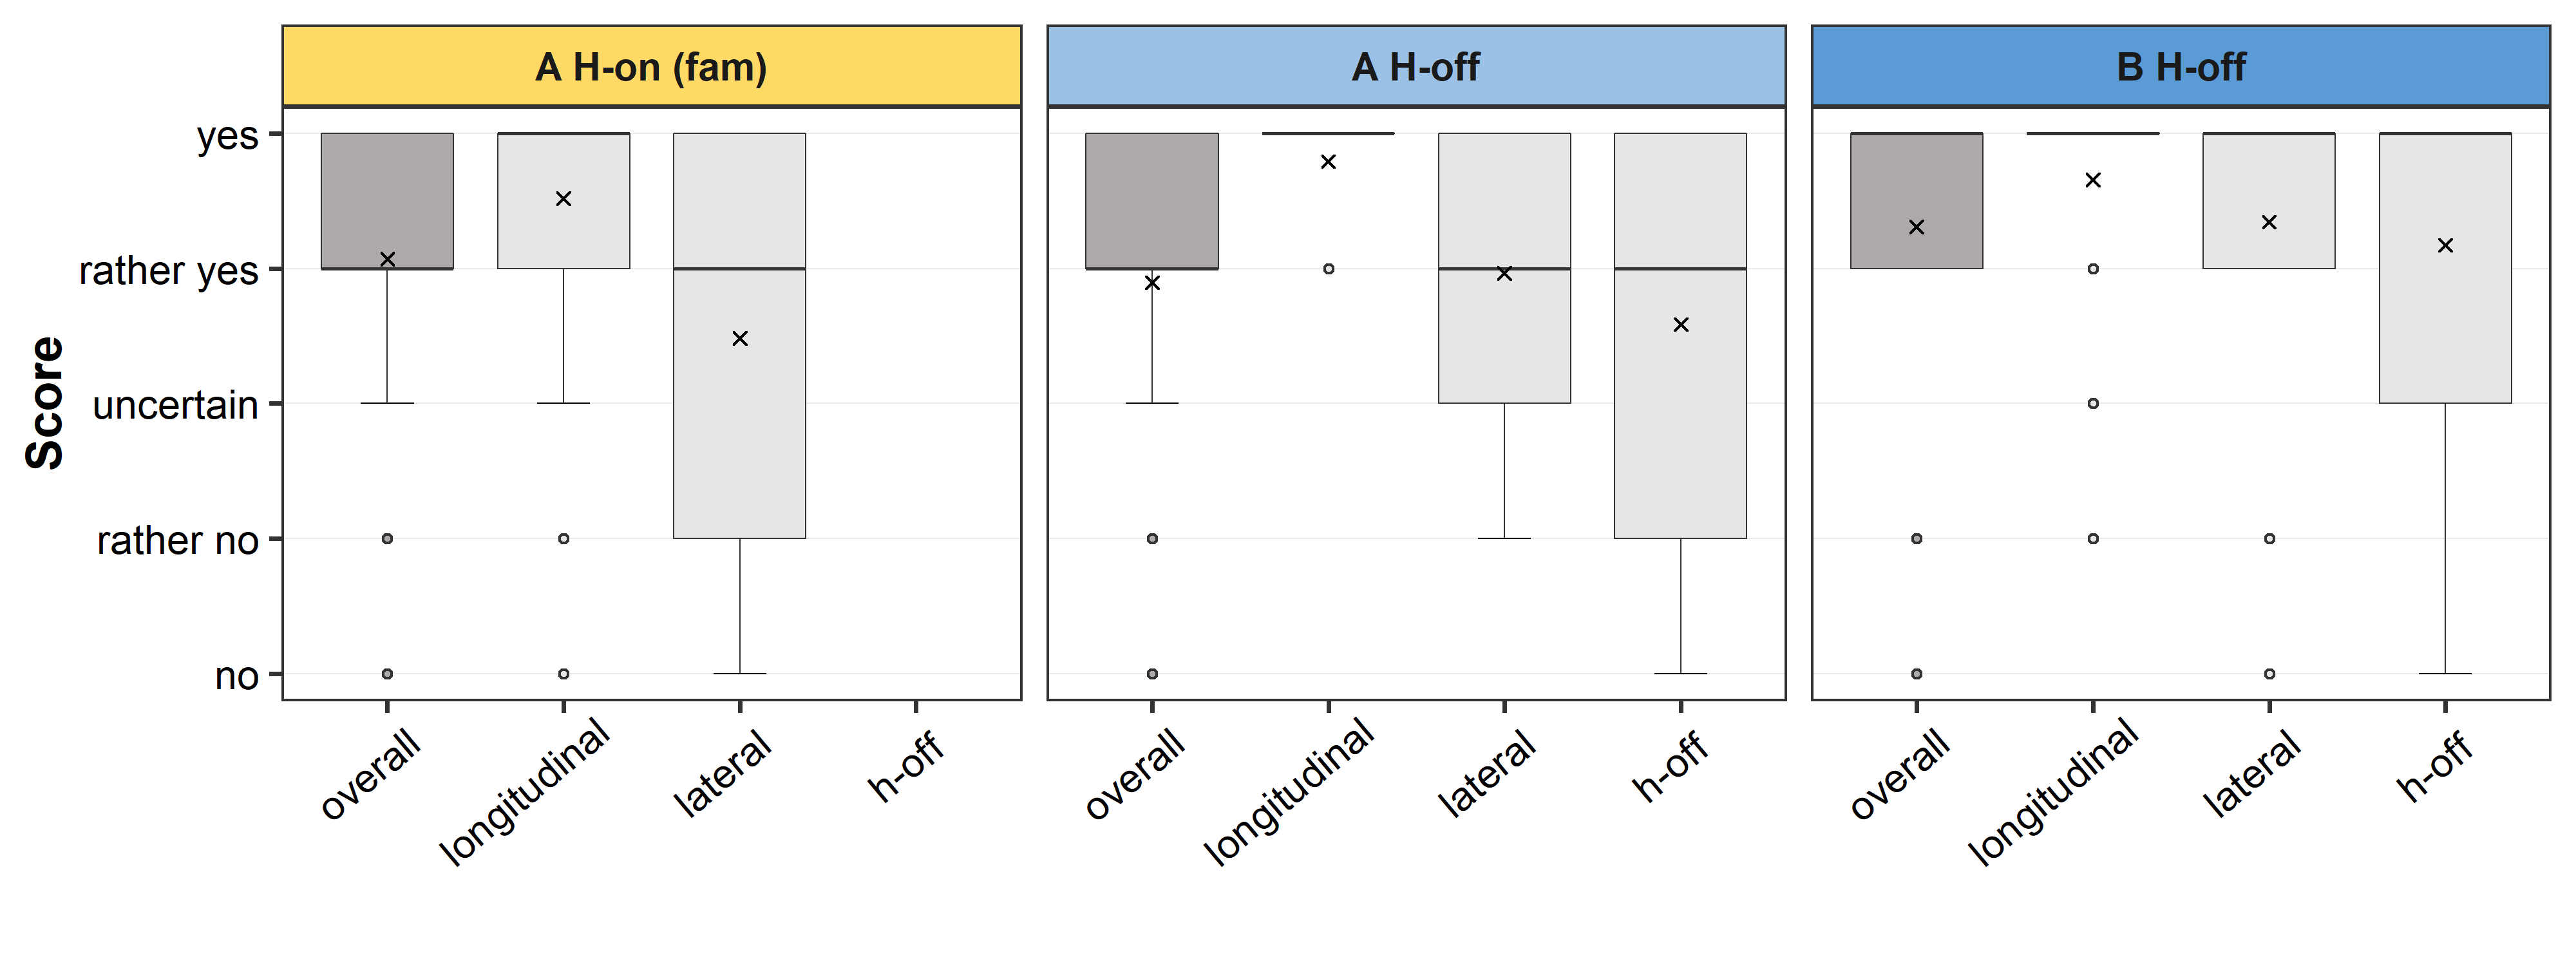 A H-on (fam)
A H-off
B H-off
Score
yes
rather yes
uncertain
rather no
no
overall
longitudinal
lateral
h-off
overall
longitudinal
lateral
h-off
overall
longitudinal
lateral
h-off